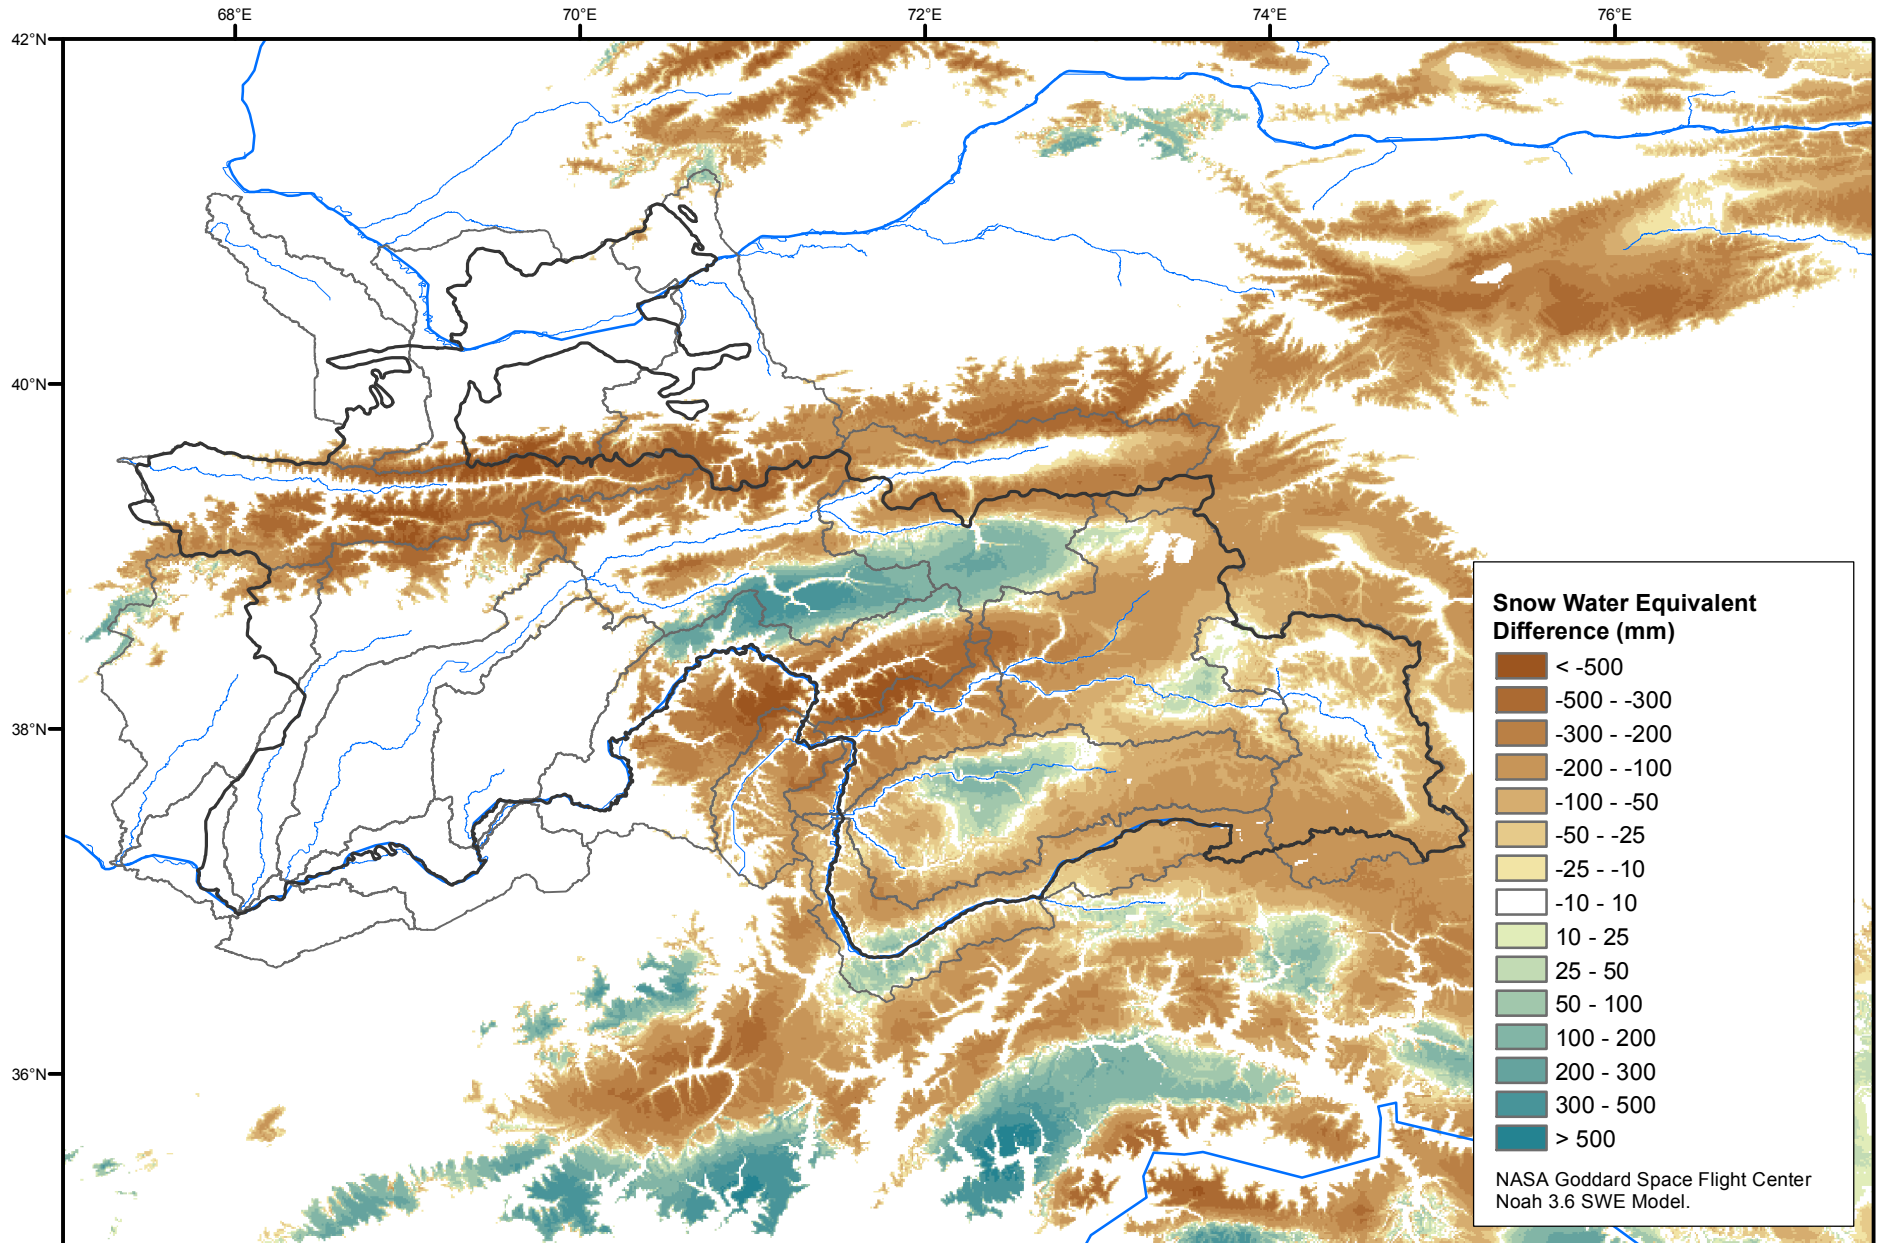 68°E
70°E
72°E
74°E
76°E
42°N
40°N
38°N
36°N
Snow Water Equivalent
Difference (mm)
< -500
-500 - -300
-300 - -200
-200 - -100
-100 - -50
-50 - -25
-25 - -10
-10 - 10
10 - 25
25 - 50
50 - 100
100 - 200
200 - 300
300 - 500
> 500
NASA Goddard Space Flight Center
Noah 3.6 SWE Model.